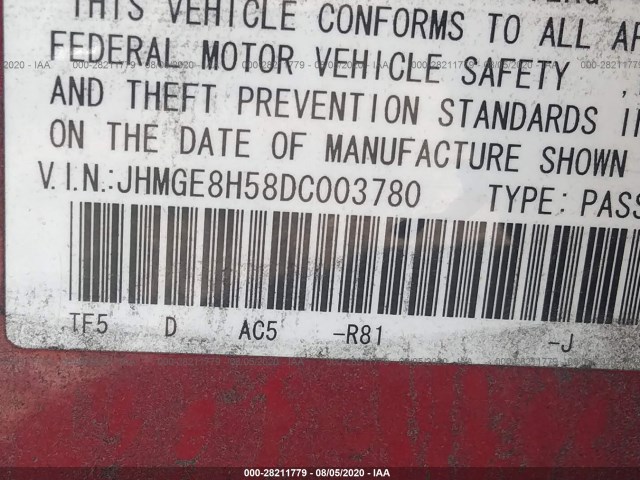 THIS VEHICLE CONFORMS TO ALL
FEDERAL MOTOR VEHICLE SAFETY
AND THEFT PREVENTION STANDARDS
ON THE DATE OF MANUFACTURE SHOWN
V.I.N.:JHMGE8H58DC003780 TYPE: PASS
TF5 D AC5 -R81 -J
000-28211779 - 08/05/2020 - IAA